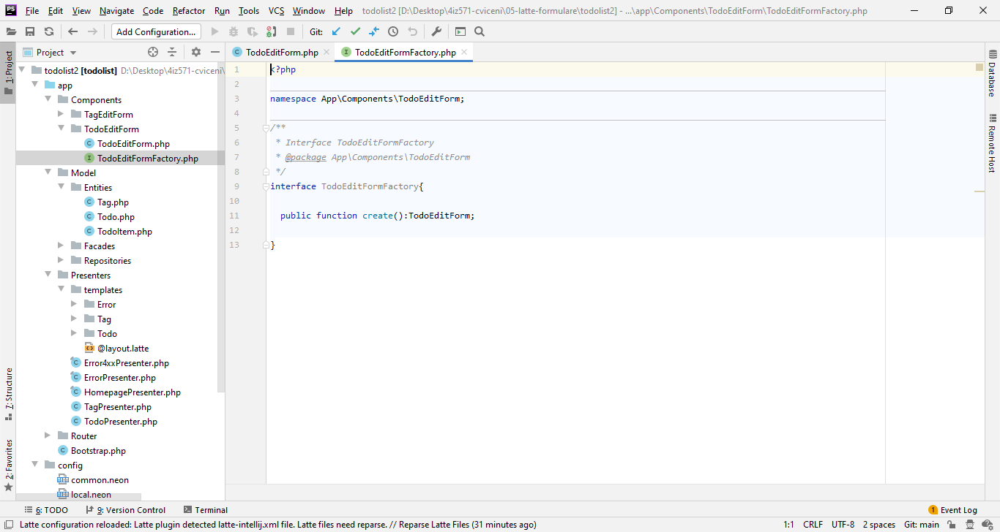 PS File Edit View Navigate Code Refactor Run Tools VCS Window Help todolist2 [D:\Desktop\4iz571-cviceni\05-latte-formulare\todolist2] - ...\app\Components\TodoEditForm\TodoEditFormFactory.php
Add Configuration... Git:
1: Project
Project
TodoEditForm.php
TodoEditFormFactory.php
todolist2 [todolist] D:\Desktop\4iz571-cviceni\
app
Components
TagEditForm
TodoEditForm
TodoEditForm.php
TodoEditFormFactory.php
Model
Entities
Tag.php
Todo.php
TodoItem.php
Facades
Repositories
Presenters
templates
Error
Tag
Todo
@layout.latte
Error4xxPresenter.php
ErrorPresenter.php
HomepagePresenter.php
TagPresenter.php
TodoPresenter.php
Router
Bootstrap.php
config
common.neon
local.neon
1 <?php
2
3 namespace App\Components\TodoEditForm;
4
5 /**
6 * Interface TodoEditFormFactory
7 * @package App\Components\TodoEditForm
8 */
9 interface TodoEditFormFactory{
10
11 public function create():TodoEditForm;
12
13 }
Database
Remote Host
7: Structure
2: Favorites
6: TODO 9: Version Control Terminal 1 Event Log
Latte configuration reloaded: Latte plugin detected latte-intellij.xml file. Latte files need reparse. // Reparse Latte Files (31 minutes ago) 1:1 CRLF UTF-8 2 spaces Git: main